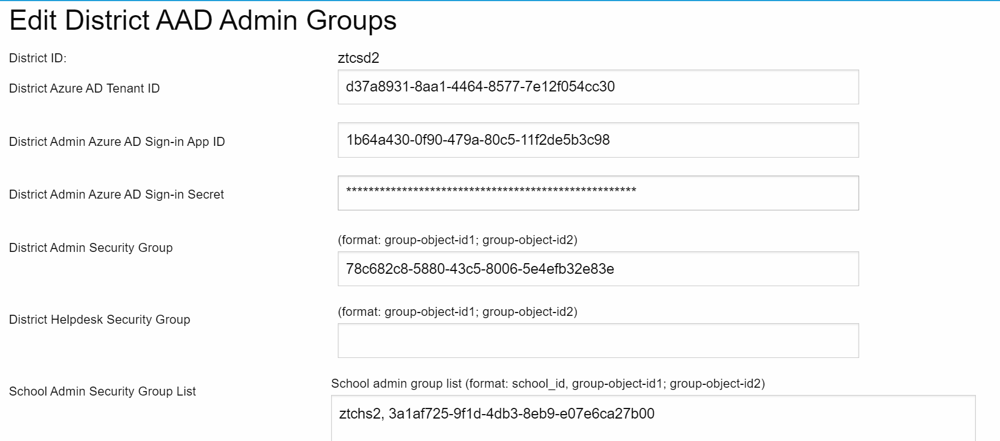 Edit District AAD Admin Groups
District ID: ztcsd2
District Azure AD Tenant ID d37a8931-8aa1-4464-8577-7e12f054cc30
District Admin Azure AD Sign-in App ID 1b64a430-0f90-479a-80c5-11f2de5b3c98
District Admin Azure AD Sign-in Secret ****************************************************
(format: group-object-id1; group-object-id2)
District Admin Security Group
78c682c8-5880-43c5-8006-5e4efb32e83e
(format: group-object-id1; group-object-id2)
District Helpdesk Security Group
School admin group list (format: school_id, group-object-id1; group-object-id2)
School Admin Security Group List
ztchs2, 3a1af725-9f1d-4db3-8eb9-e07e6ca27b00